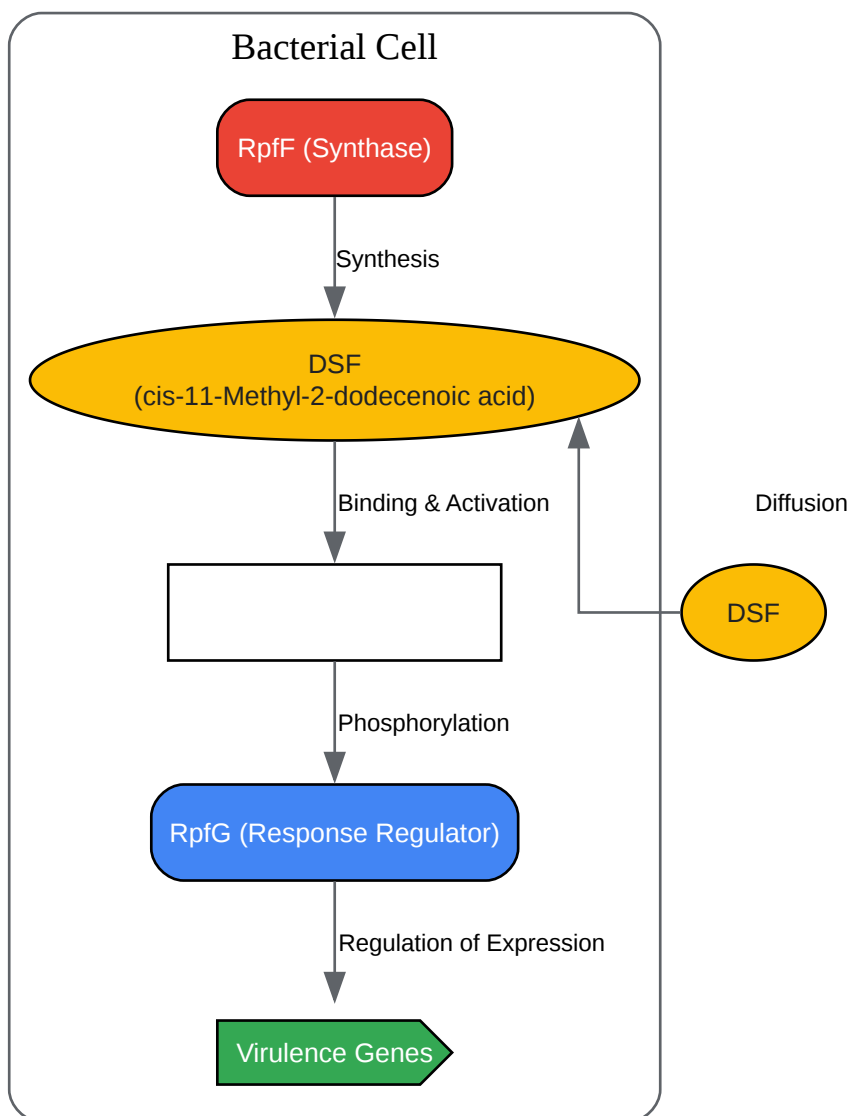 Bacterial Cell
RpfF (Synthase)
Synthesis
DSF
(cis-11-Methyl-2-dodecenoic acid)
Binding & Activation
Diffusion
DSF
Phosphorylation
RpfG (Response Regulator)
Regulation of Expression
Virulence Genes